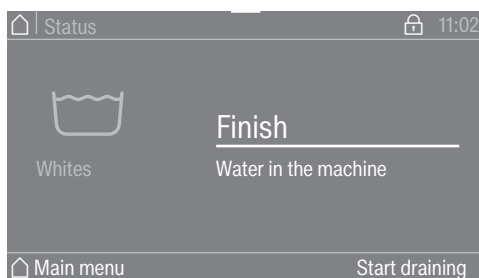 Status 11:02
Finish
Whites Water in the machine
Main menu Start draining